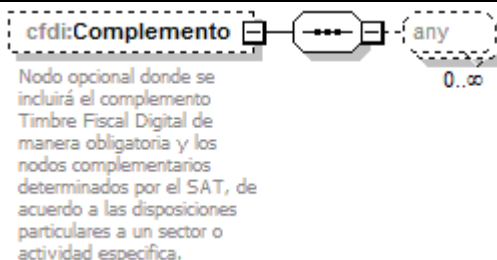 cfdi:Complemento
any
0..∞
Nodo opcional donde se
incluirá el complemento
Timbre Fiscal Digital de
manera obligatoria y los
nodos complementarios
determinados por el SAT, de
acuerdo a las disposiciones
particulares a un sector o
actividad especifica.